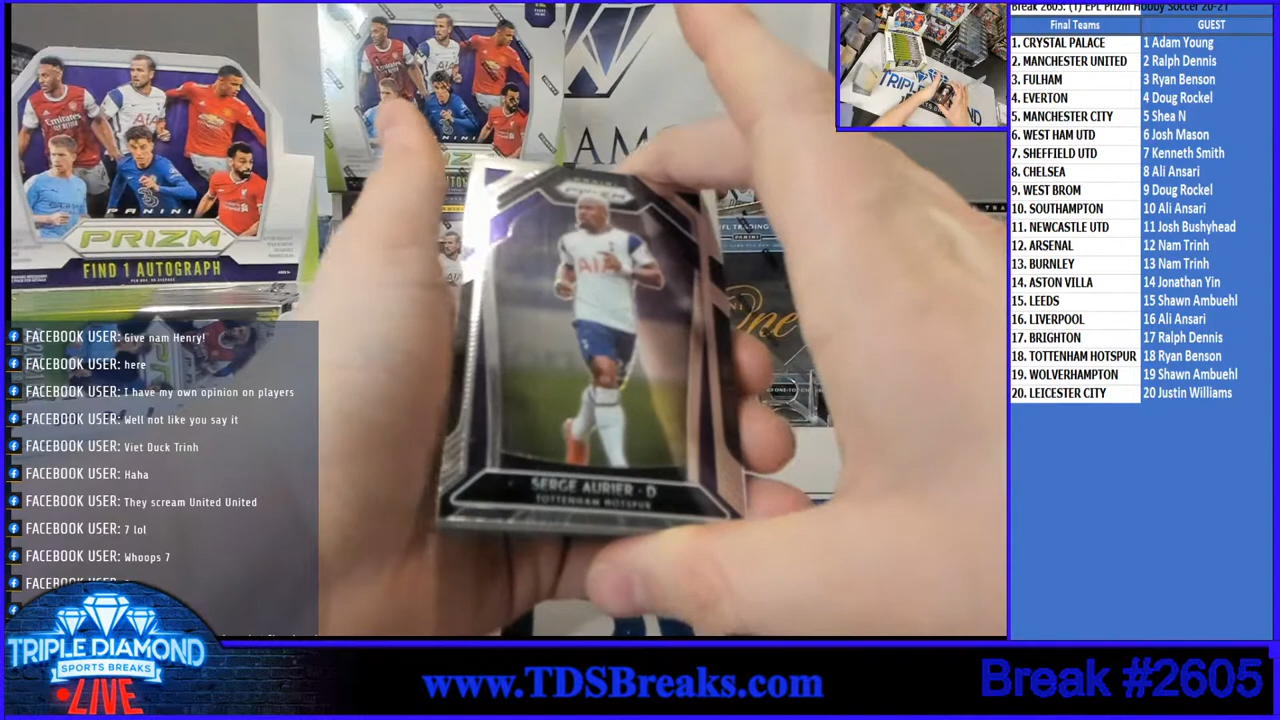 Break 2605: (1) EPL Prizm Hobby Soccer 20-21
Final Teams GUEST
1. CRYSTAL PALACE 1 Adam Young
2. MANCHESTER UNITED 2 Ralph Dennis
3. FULHAM 3 Ryan Benson
4. EVERTON 4 Doug Rockel
5. MANCHESTER CITY 5 Shea N
6. WEST HAM UTD 6 Josh Mason
7. SHEFFIELD UTD 7 Kenneth Smith
8. CHELSEA 8 Ali Ansari
9. WEST BROM 9 Doug Rockel
10. SOUTHAMPTON 10 Ali Ansari
11. NEWCASTLE UTD 11 Josh Bushyhead
12. ARSENAL 12 Nam Trinh
13. BURNLEY 13 Nam Trinh
14. ASTON VILLA 14 Jonathan Yin
15. LEEDS 15 Shawn Ambuehl
16. LIVERPOOL 16 Ali Ansari
17. BRIGHTON 17 Ralph Dennis
18. TOTTENHAM HOTSPUR 18 Ryan Benson
19. WOLVERHAMPTON 19 Shawn Ambuehl
20. LEICESTER CITY 20 Justin Williams
PANINI
PRIZM
FIND 1 AUTOGRAPH
PRIZM
AIA
SERGE AURIER · D
TOTTENHAM HOTSPUR
FACEBOOK USER: Give nam Henry!
FACEBOOK USER: here
FACEBOOK USER: I have my own opinion on players
FACEBOOK USER: Well not like you say it
FACEBOOK USER: Viet Duck Trinh
FACEBOOK USER: Haha
FACEBOOK USER: They scream United United
FACEBOOK USER: 7 lol
FACEBOOK USER: Whoops 7
FACEBOOK USER:
TRIPLE DIAMOND
SPORTS BREAKS
LIVE
www.TDSBreaks.com
Break #2605